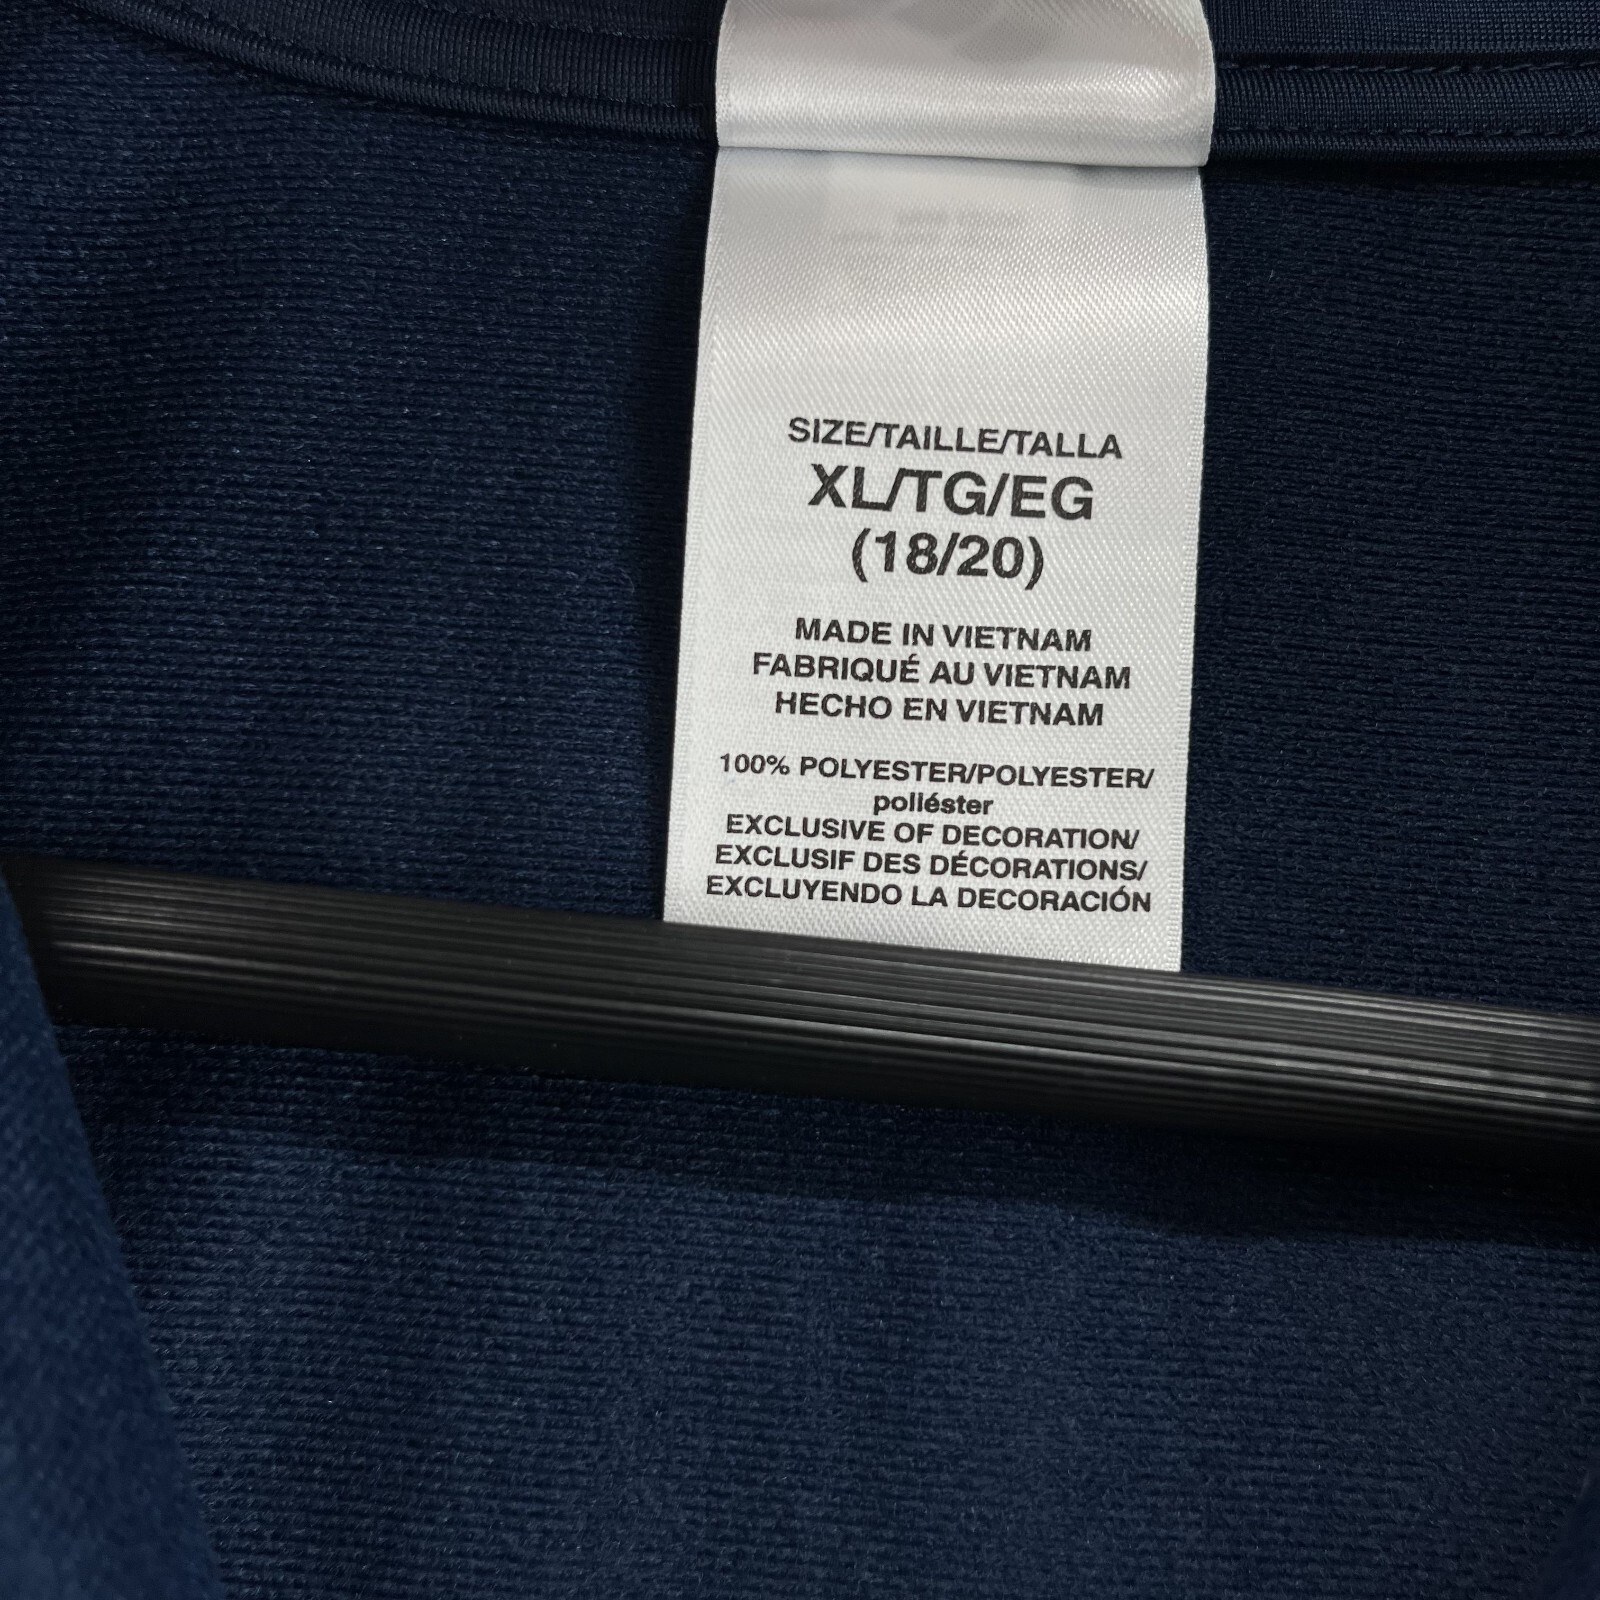 SIZE/TAILLE/TALLA
XL/TG/EG
(18/20)
MADE IN VIETNAM
FABRIQUÉ AU VIETNAM
HECHO EN VIETNAM
100% POLYESTER/POLYESTER/
poliéster
EXCLUSIVE OF DECORATION/
EXCLUSIF DES DÉCORATIONS/
EXCLUYENDO LA DECORACIÓN